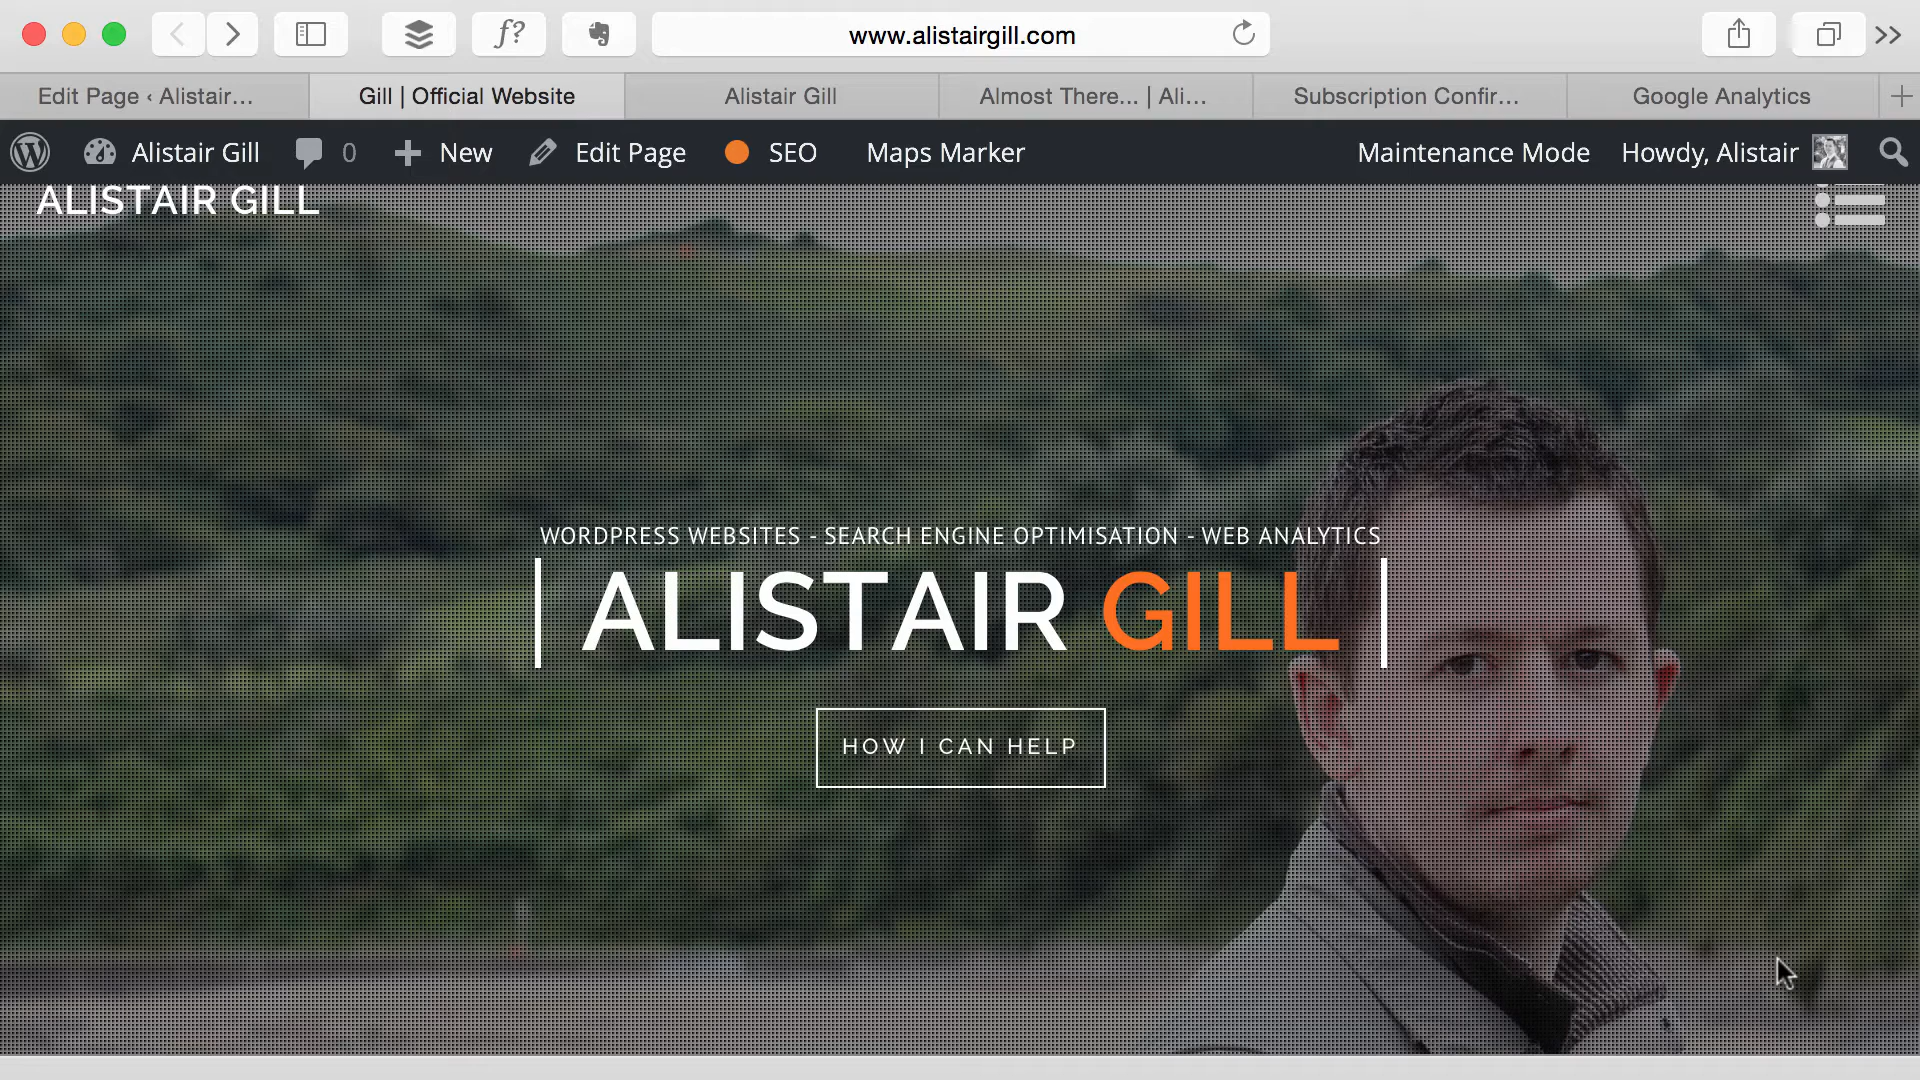 f?
www.alistairgill.com
Edit Page ‹ Alistair...
Gill | Official Website
Alistair Gill
Almost There... | Ali...
Subscription Confir...
Google Analytics
Alistair Gill
0
New
Edit Page
SEO
Maps Marker
Maintenance Mode
Howdy, Alistair
ALISTAIR GILL
WORDPRESS WEBSITES - SEARCH ENGINE OPTIMISATION - WEB ANALYTICS
ALISTAIR GILL
HOW I CAN HELP